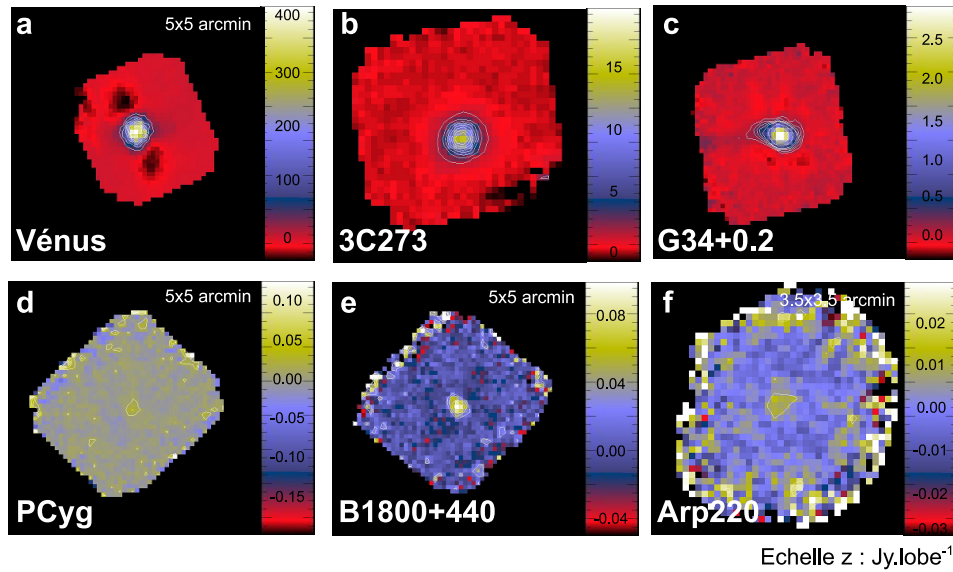 a
5x5 arcmin
400
300
200
100
0
Vénus
b
15
10
5
0
3C273
c
2.5
2.0
1.5
1.0
0.5
0.0
G34+0.2
d
5x5 arcmin
0.10
0.05
0.00
-0.05
-0.10
-0.15
PCyg
e
5x5 arcmin
0.08
0.04
0.00
-0.04
B1800+440
f
3.5x3.5 arcmin
0.02
0.01
0.00
-0.01
-0.02
-0.03
Arp220
Echelle z : Jy.lobe⁻¹